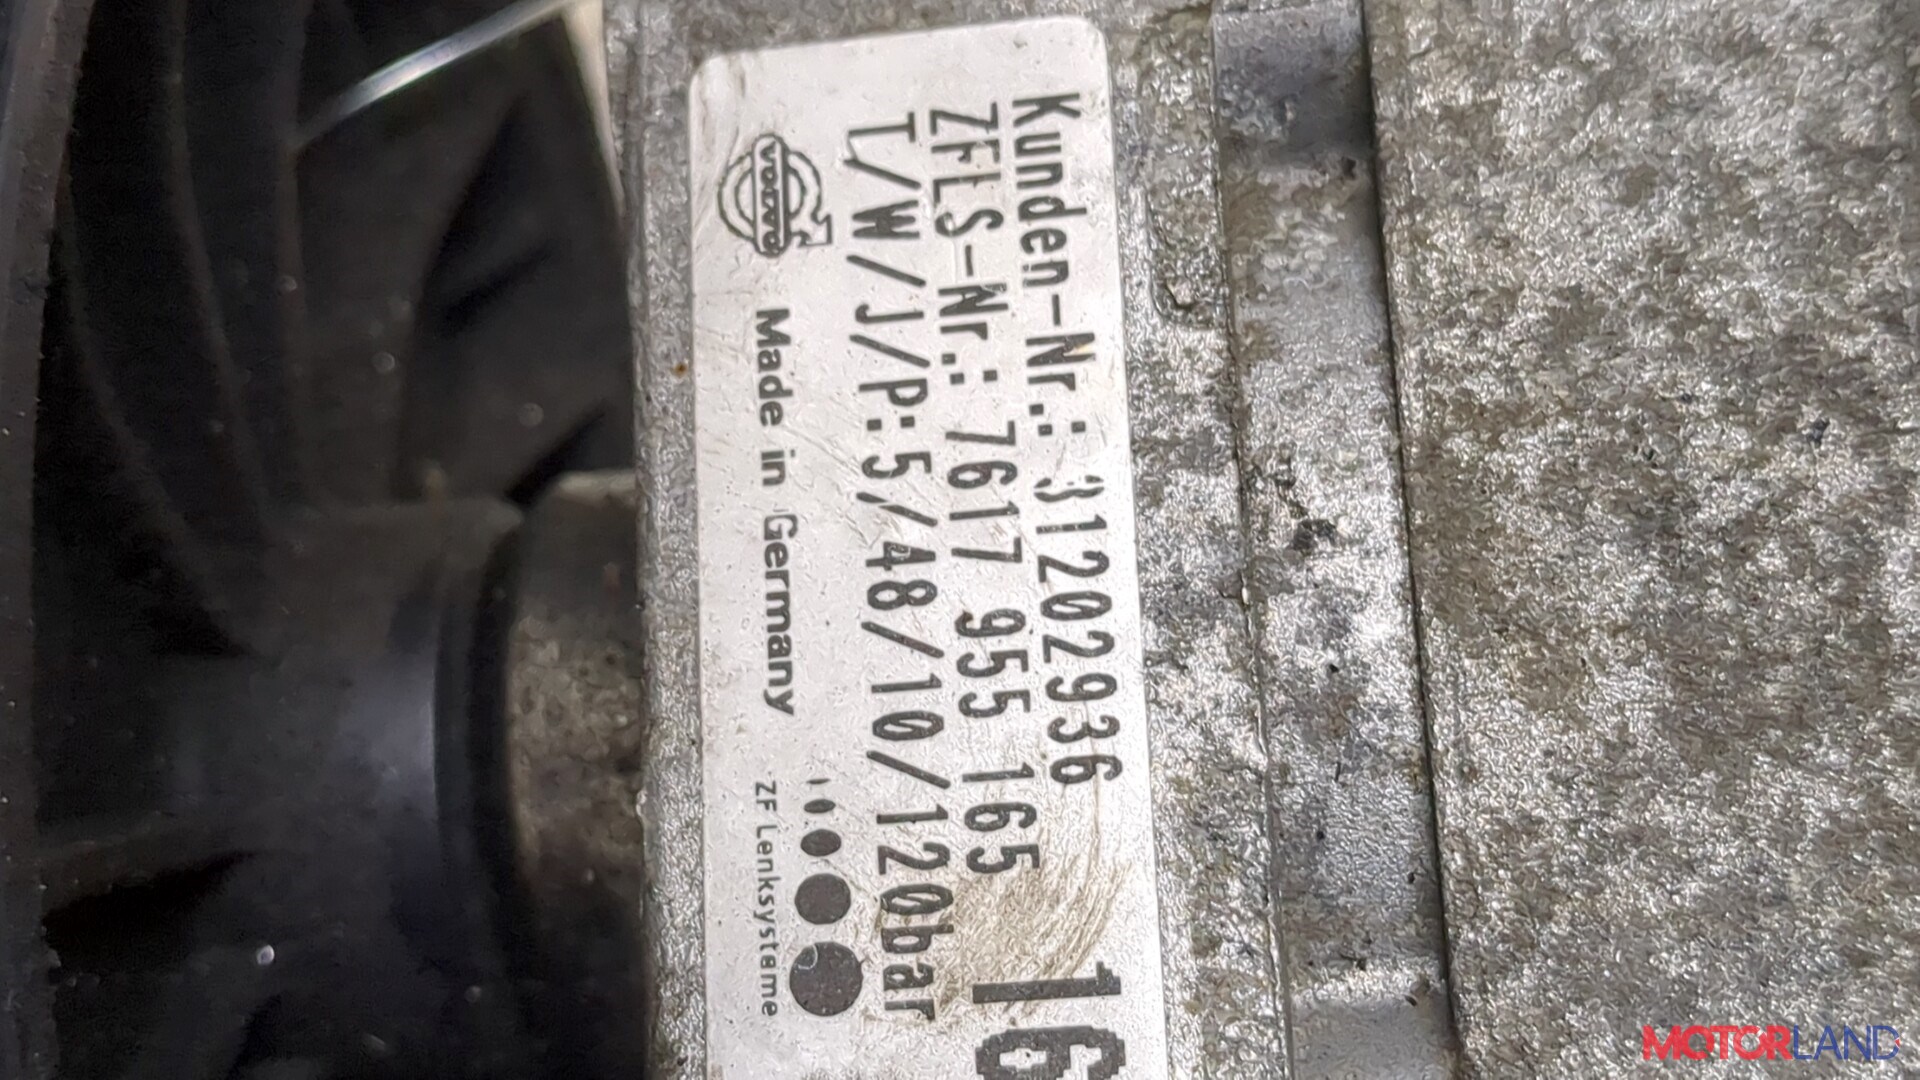 Kunden-Nr.: 31202936
ZFLS-Nr.: 7617 955 165
T/W/J/P:5/48/10/120bar
16
VOLVO
Made in Germany
ZF Lenksysteme
MOTORLAND